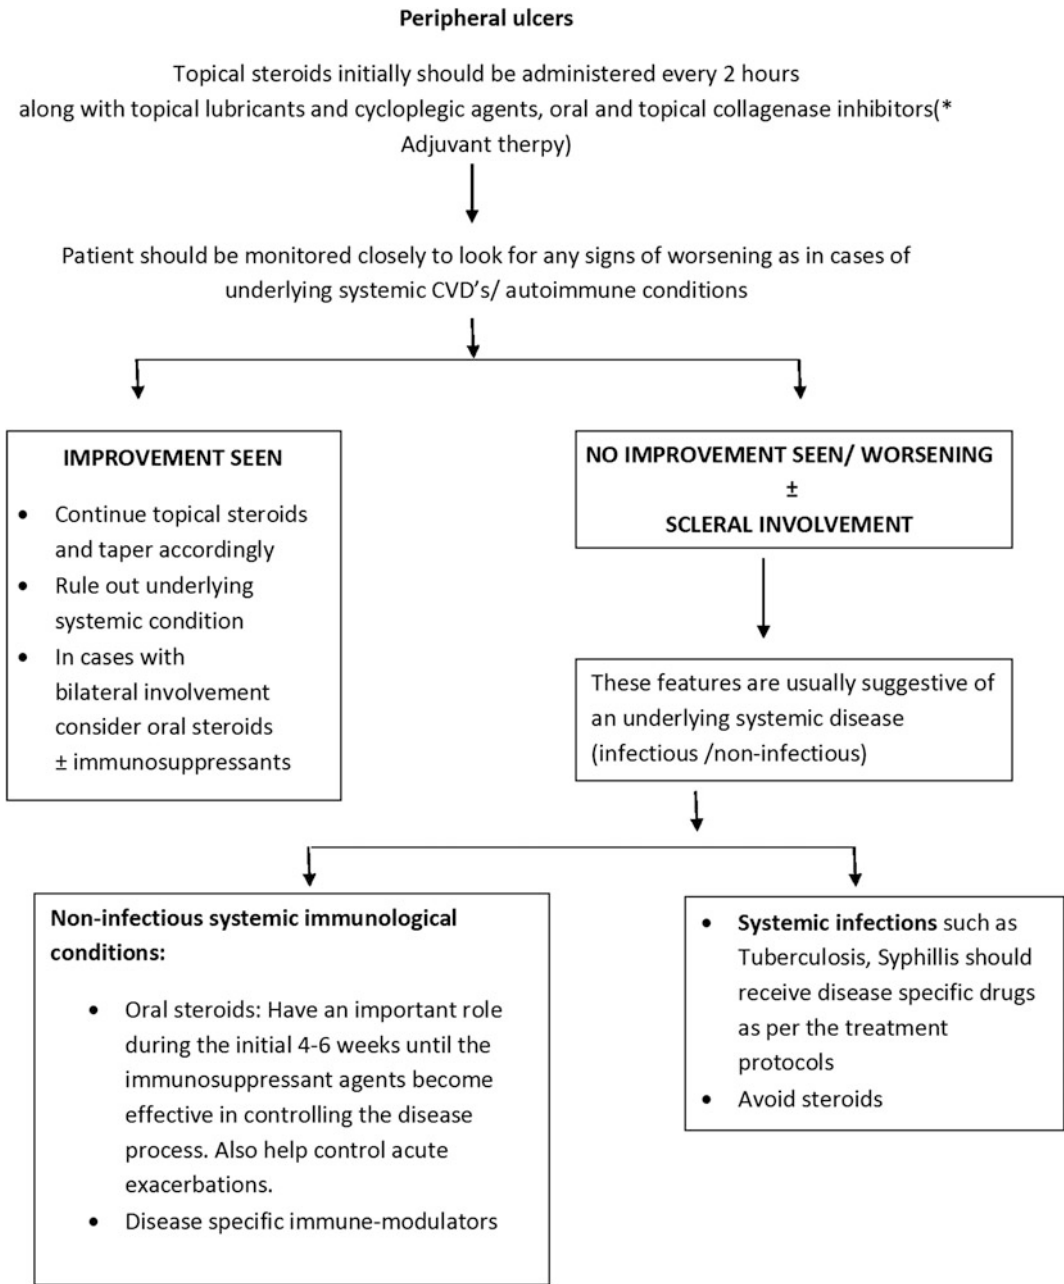 Peripheral ulcers
Topical steroids initially should be administered every 2 hours
along with topical lubricants and cycloplegic agents, oral and topical collagenase inhibitors(*
Adjuvant therpy)
Patient should be monitored closely to look for any signs of worsening as in cases of
underlying systemic CVD's/ autoimmune conditions
IMPROVEMENT SEEN
• Continue topical steroids
and taper accordingly
• Rule out underlying
systemic condition
• In cases with
bilateral involvement
consider oral steroids
± immunosuppressants
NO IMPROVEMENT SEEN/ WORSENING
±
SCLERAL INVOLVEMENT
These features are usually suggestive of
an underlying systemic disease
(infectious /non-infectious)
Non-infectious systemic immunological
conditions:
• Oral steroids: Have an important role
during the initial 4-6 weeks until the
immunosuppressant agents become
effective in controlling the disease
process. Also help control acute
exacerbations.
• Disease specific immune-modulators
• Systemic infections such as
Tuberculosis, Syphillis should
receive disease specific drugs
as per the treatment
protocols
• Avoid steroids